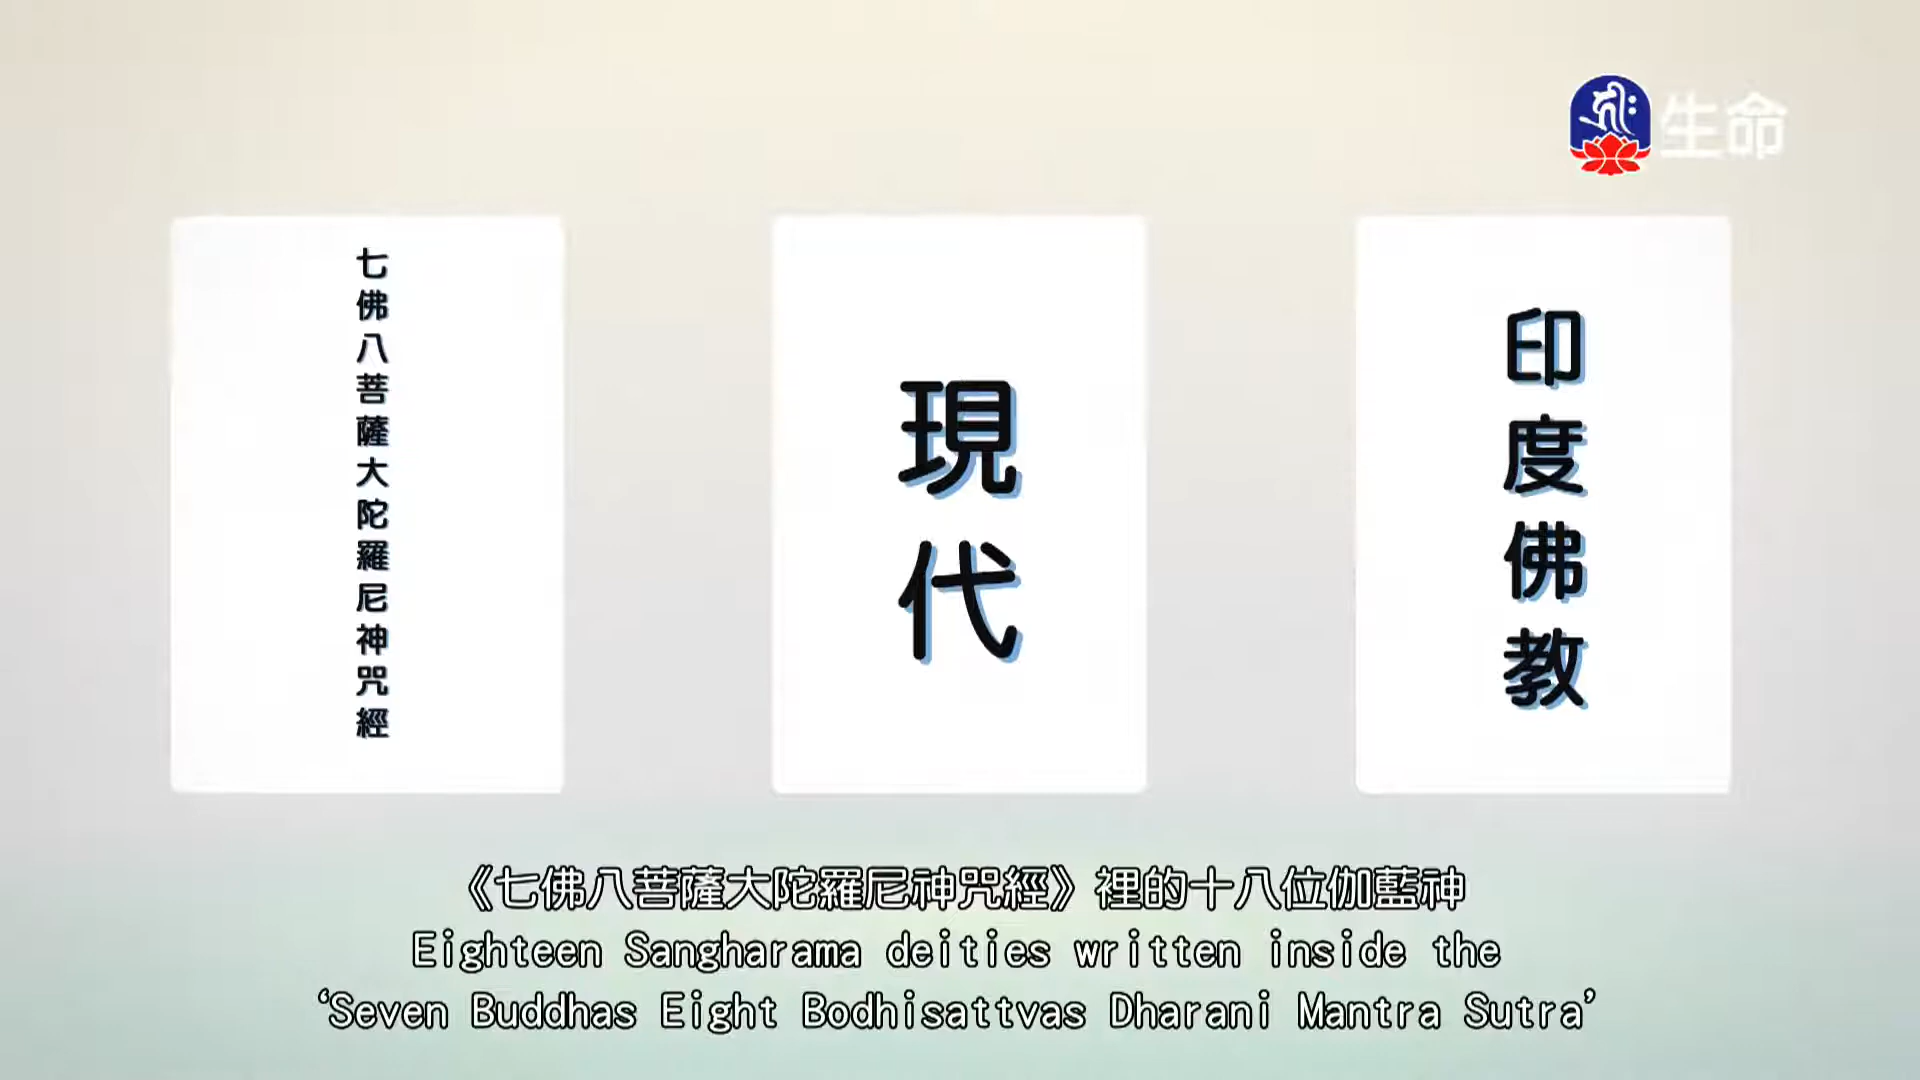 生命
七佛八菩薩大陀羅尼神咒經
現代
印度佛教
《七佛八菩薩大陀羅尼神咒經》裡的十八位伽藍神
Eighteen Sangharama deities written inside the
‘Seven Buddhas Eight Bodhisattvas Dharani Mantra Sutra’